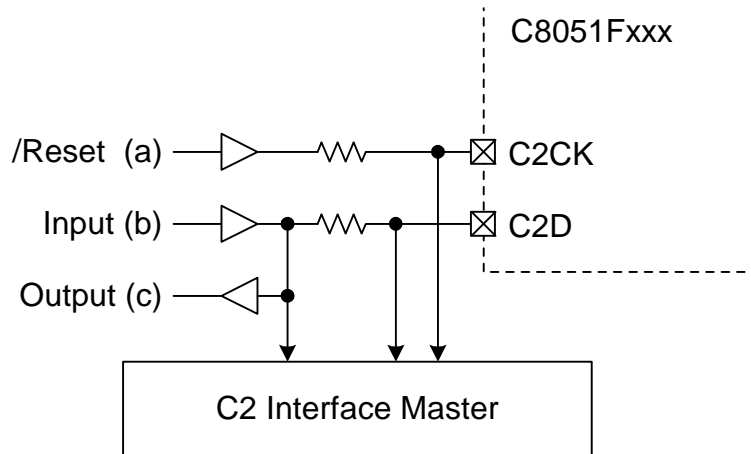 C8051Fxxx
/Reset (a)
C2CK
Input (b)
C2D
Output (c)
C2 Interface Master